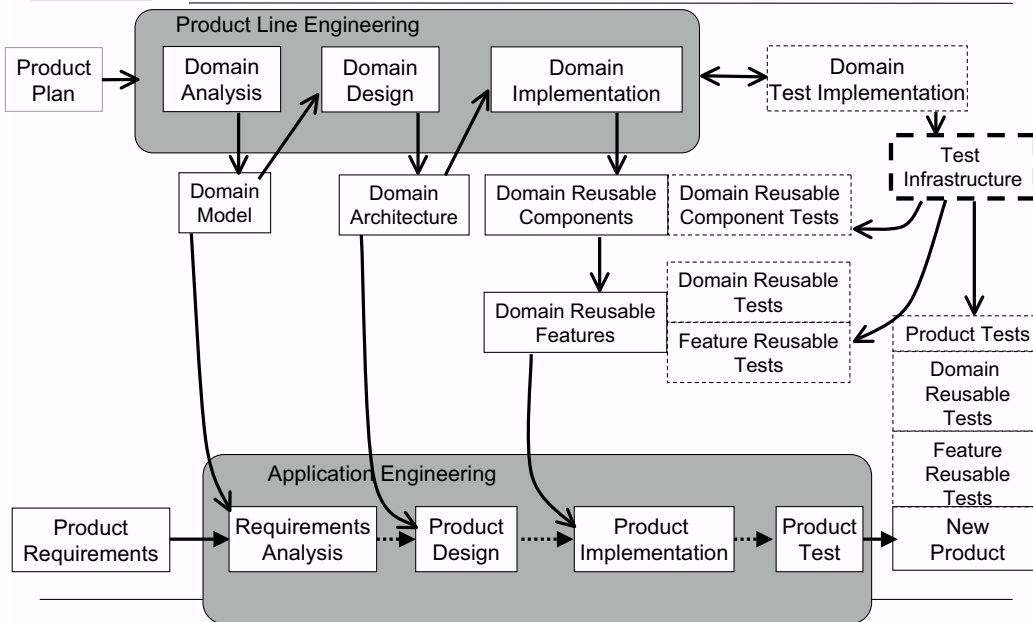 Product Line Engineering
Product
Plan
Domain
Analysis
Domain
Design
Domain
Implementation
Domain
Test Implementation
Test
Infrastructure
Domain
Model
Domain
Architecture
Domain Reusable
Components
Domain Reusable
Component Tests
Domain Reusable
Features
Domain Reusable
Tests
Feature Reusable
Tests
Product Tests
Domain
Reusable
Tests
Feature
Reusable
Tests
Application Engineering
Product
Requirements
Requirements
Analysis
Product
Design
Product
Implementation
Product
Test
New
Product